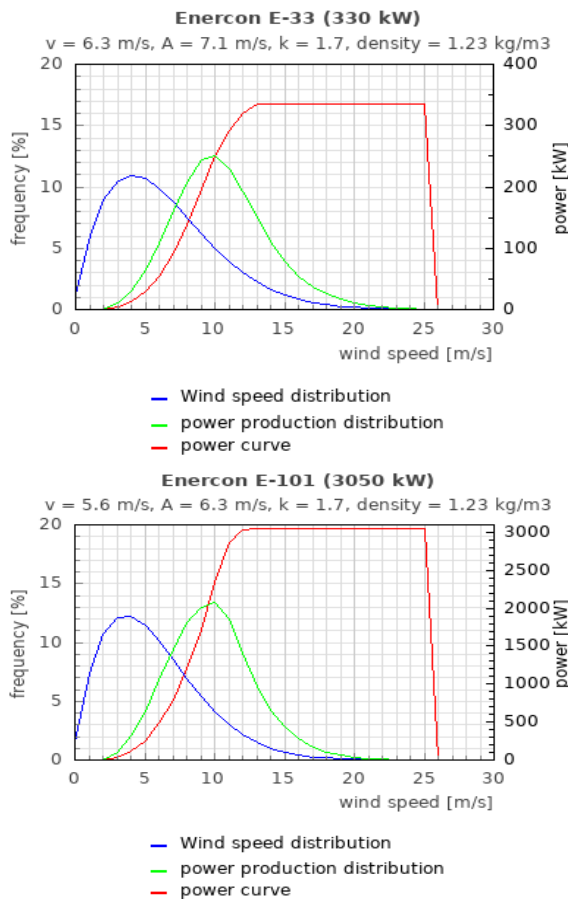 Enercon E-33 (330 kW)
v = 6.3 m/s, A = 7.1 m/s, k = 1.7, density = 1.23 kg/m3
20
15
10
5
0
frequency [%]
400
300
200
100
0
power [kW]
0 5 10 15 20 25 30
wind speed [m/s]
Wind speed distribution
power production distribution
power curve
Enercon E-101 (3050 kW)
v = 5.6 m/s, A = 6.3 m/s, k = 1.7, density = 1.23 kg/m3
20
15
10
5
0
frequency [%]
3000
2500
2000
1500
1000
500
0
power [kW]
0 5 10 15 20 25 30
wind speed [m/s]
Wind speed distribution
power production distribution
power curve